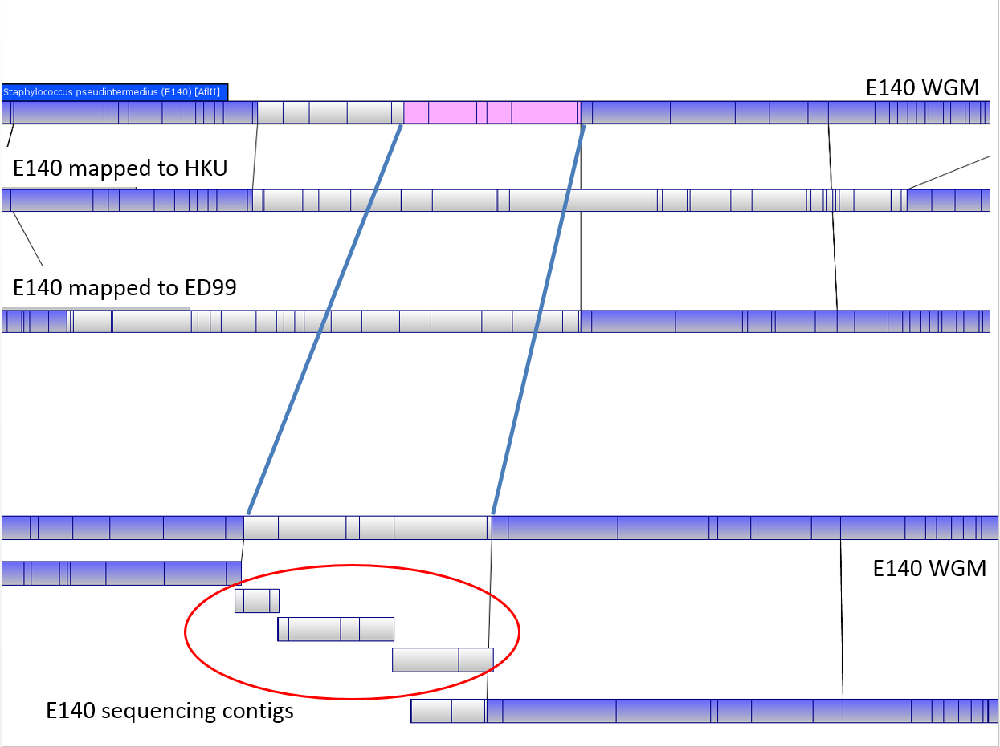 Staphylococcus pseudintermedius (E140) [AflII]
E140 WGM
E140 mapped to HKU
E140 mapped to ED99
E140 WGM
E140 sequencing contigs